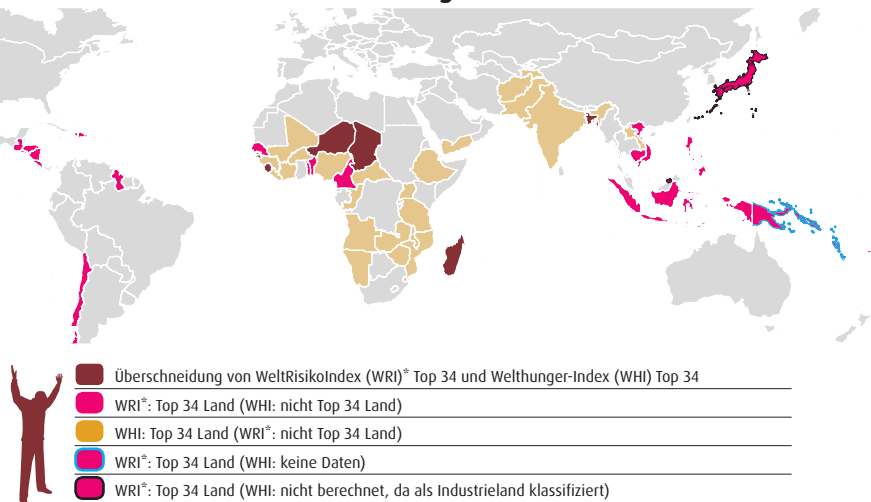 Überschneidung von WeltRisikoIndex (WRI)* Top 34 und Welthunger-Index (WHI) Top 34
WRI*: Top 34 Land (WHI: nicht Top 34 Land)
WHI: Top 34 Land (WRI*: nicht Top 34 Land)
WRI*: Top 34 Land (WHI: keine Daten)
WRI*: Top 34 Land (WHI: nicht berechnet, da als Industrieland klassifiziert)